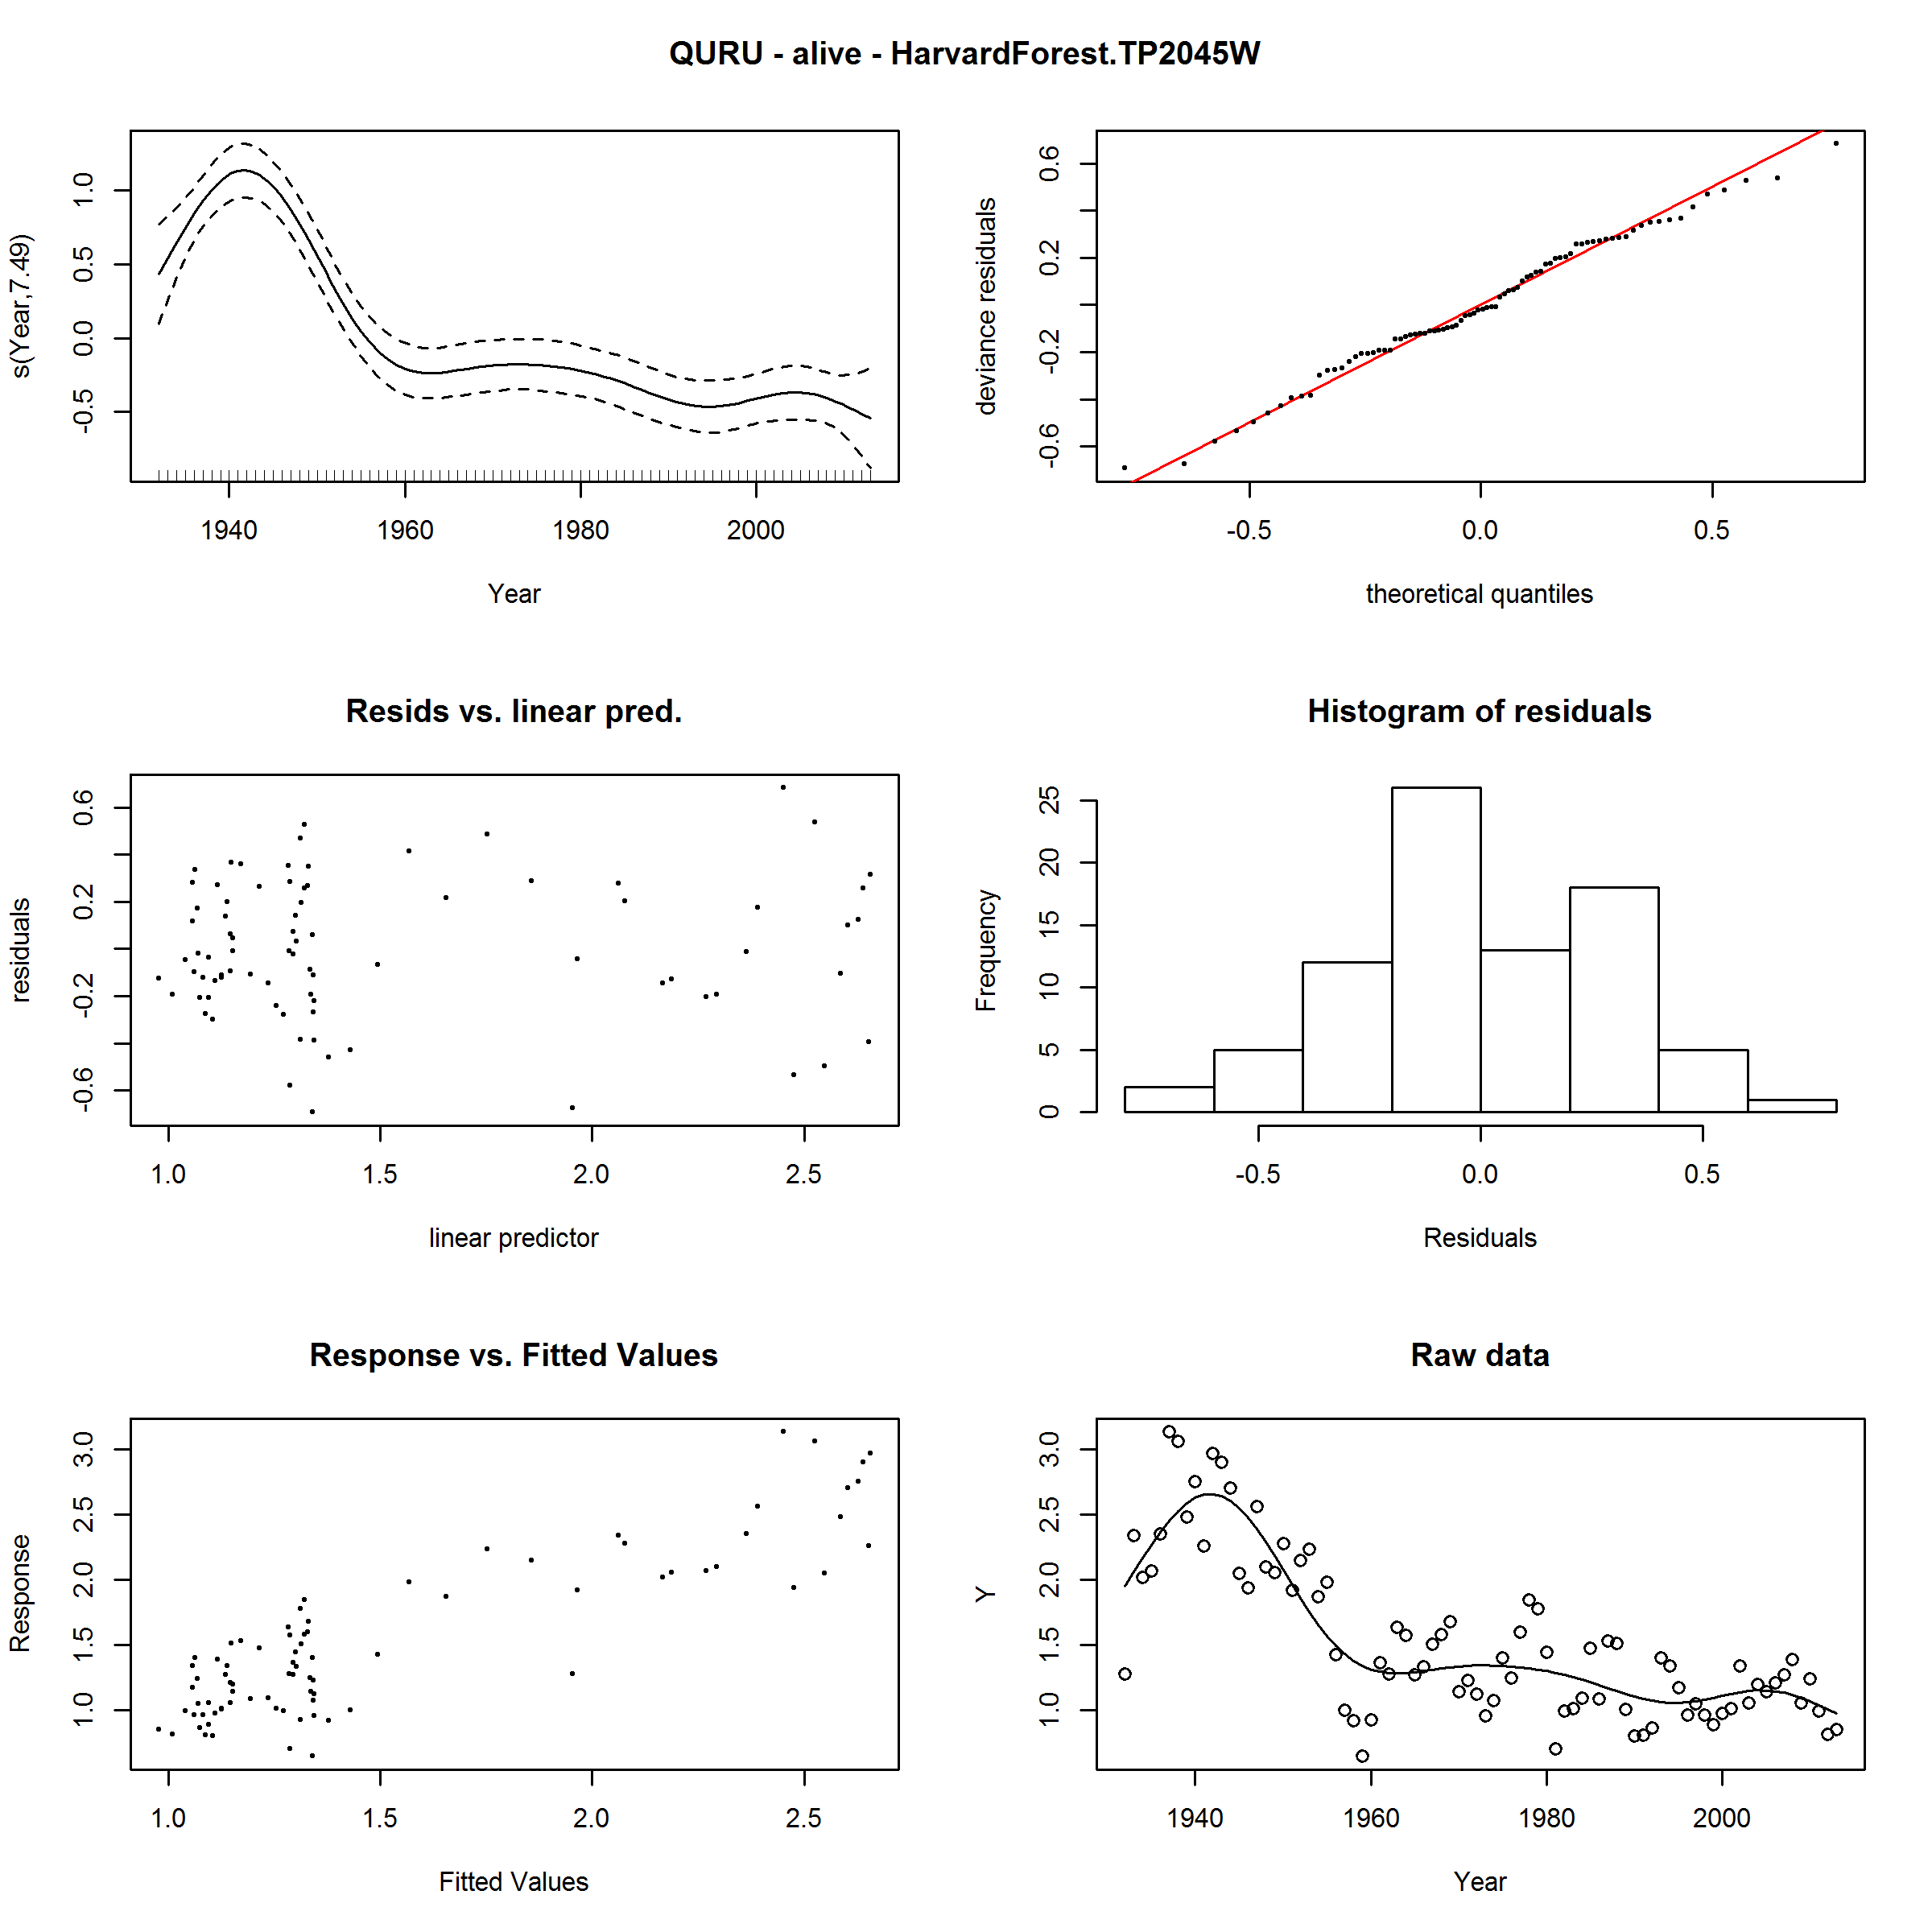 QURU - alive - HarvardForest.TP2045W
s(Year,7.49)
-0.5 0.0 0.5 1.0
1940 1960 1980 2000
Year
deviance residuals
-0.6 -0.2 0.2 0.6
-0.5 0.0 0.5
theoretical quantiles
Resids vs. linear pred.
residuals
-0.6 -0.2 0.2 0.6
1.0 1.5 2.0 2.5
linear predictor
Histogram of residuals
Frequency
0 5 10 15 20 25
-0.5 0.0 0.5
Residuals
Response vs. Fitted Values
Response
1.0 1.5 2.0 2.5 3.0
1.0 1.5 2.0 2.5
Fitted Values
Raw data
Y
1.0 1.5 2.0 2.5 3.0
1940 1960 1980 2000
Year